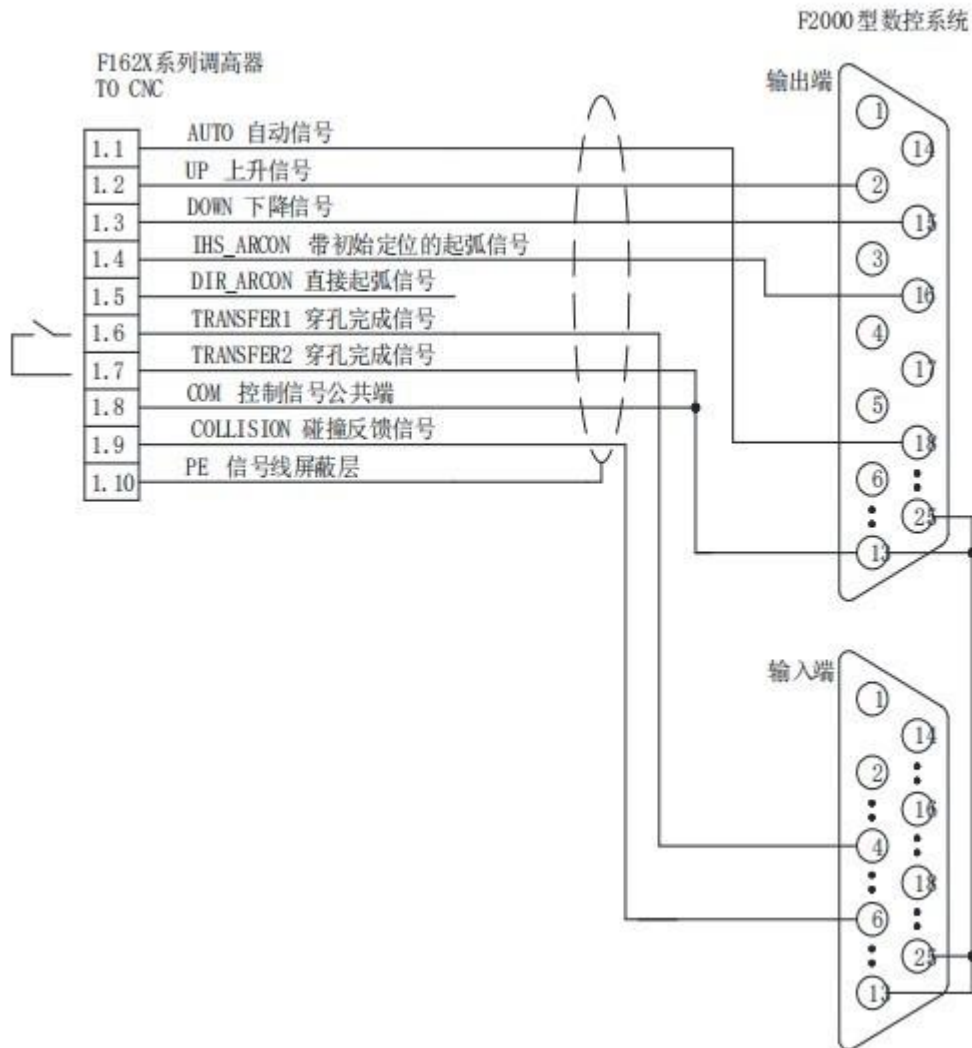 F2000型数控系统
F162X系列调高器
TO CNC
输出端
1.1 AUTO 自动信号
1.2 UP 上升信号
1.3 DOWN 下降信号
1.4 IHS_ARCON 带初始定位的起弧信号
1.5 DIR_ARCON 直接起弧信号
1.6 TRANSFER1 穿孔完成信号
1.7 TRANSFER2 穿孔完成信号
1.8 COM 控制信号公共端
1.9 COLLISION 碰撞反馈信号
1.10 PE 信号线屏蔽层
1
14
2
15
3
16
4
17
5
18
6
25
13
输入端
1
14
2
16
4
18
6
25
13